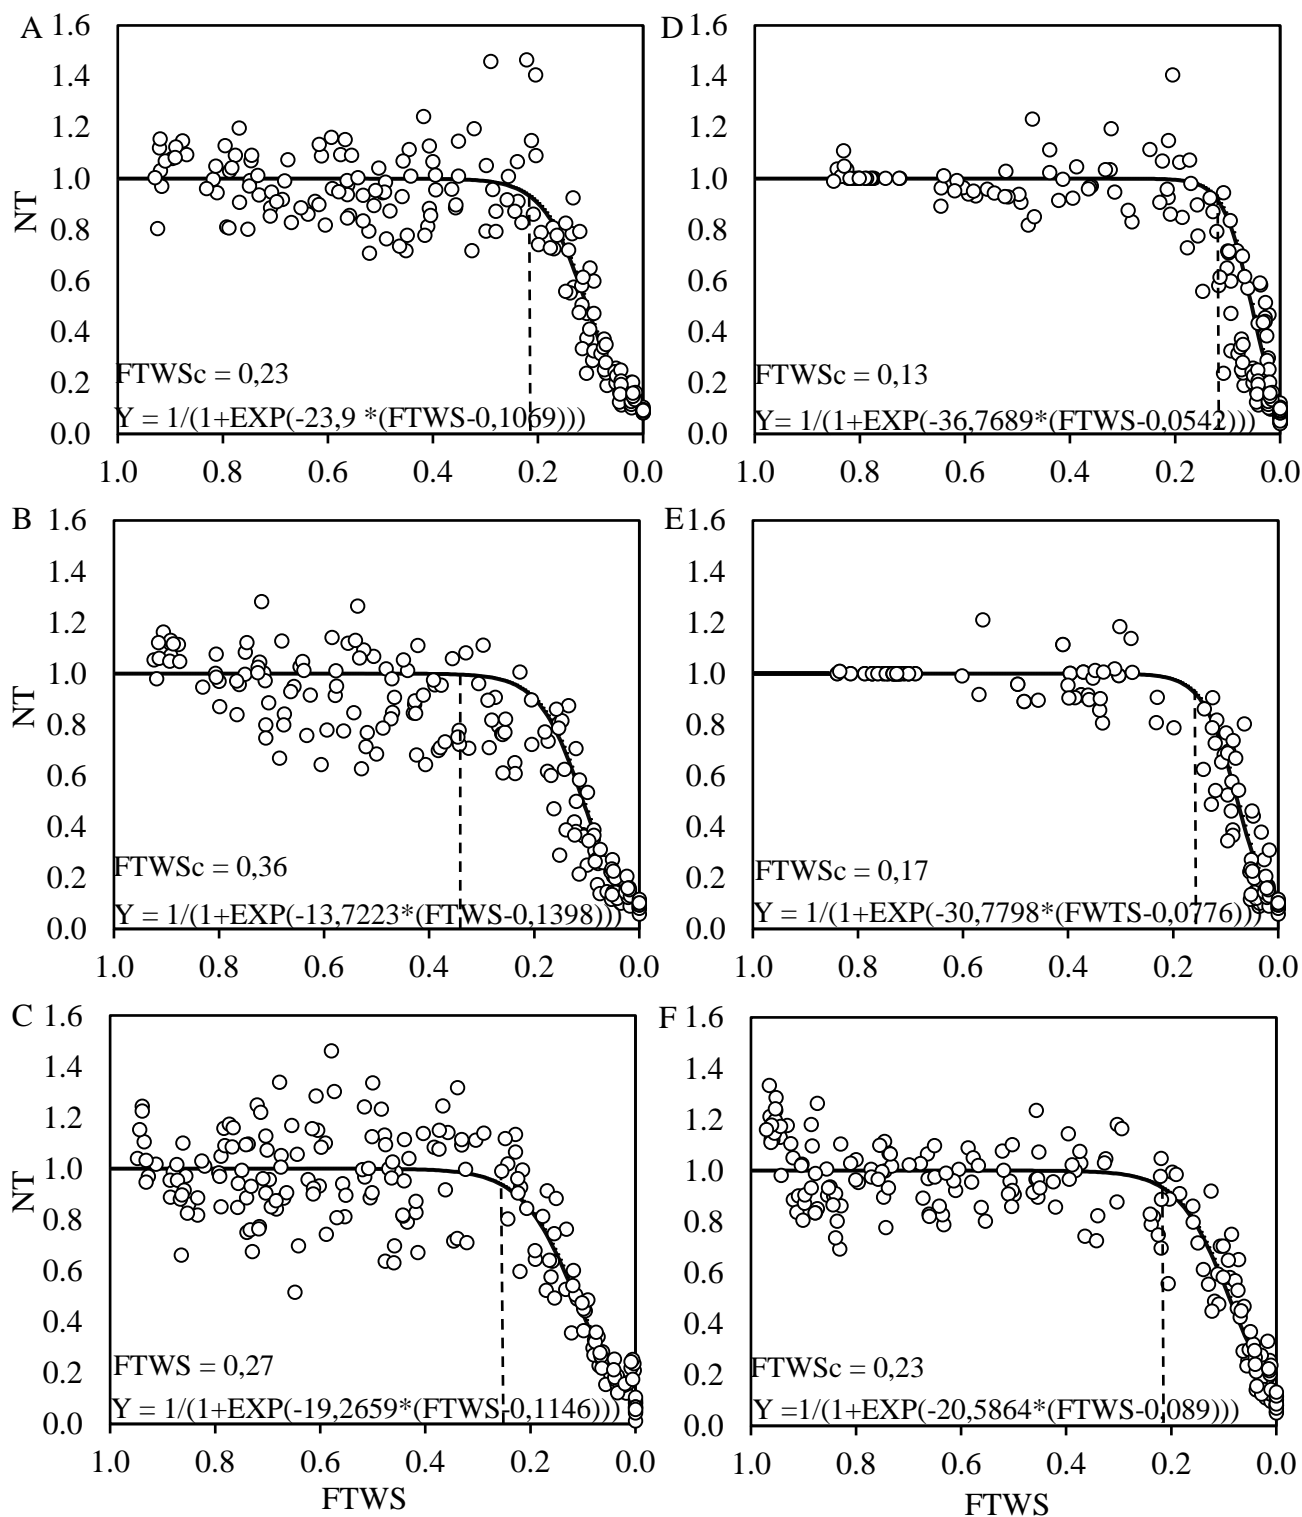 A
1.6
1.4
1.2
1.0
0.8
0.6
0.4
0.2
0.0
NT
FTWSc = 0,23
Y = 1/(1+EXP(-23,9 *(FTWS-0,1069)))
1.0 0.8 0.6 0.4 0.2 0.0
D
1.6
1.4
1.2
1.0
0.8
0.6
0.4
0.2
0.0
FTWSc = 0,13
Y= 1/(1+EXP(-36,7689*(FTWS-0,0542)))
1.0 0.8 0.6 0.4 0.2 0.0
B
1.6
1.4
1.2
1.0
0.8
0.6
0.4
0.2
0.0
NT
FTWSc = 0,36
Y = 1/(1+EXP(-13,7223*(FTWS-0,1398)))
1.0 0.8 0.6 0.4 0.2 0.0
E
1.6
1.4
1.2
1.0
0.8
0.6
0.4
0.2
0.0
FTWSc = 0,17
Y = 1/(1+EXP(-30,7798*(FWTS-0,0776)))
1.0 0.8 0.6 0.4 0.2 0.0
C
1.6
1.4
1.2
1.0
0.8
0.6
0.4
0.2
0.0
NT
FTWS = 0,27
Y = 1/(1+EXP(-19,2659*(FTWS-0,1146)))
1.0 0.8 0.6 0.4 0.2 0.0
FTWS
F
1.6
1.4
1.2
1.0
0.8
0.6
0.4
0.2
0.0
FTWSc = 0,23
Y =1/(1+EXP(-20,5864*(FTWS-0,089)))
1.0 0.8 0.6 0.4 0.2 0.0
FTWS